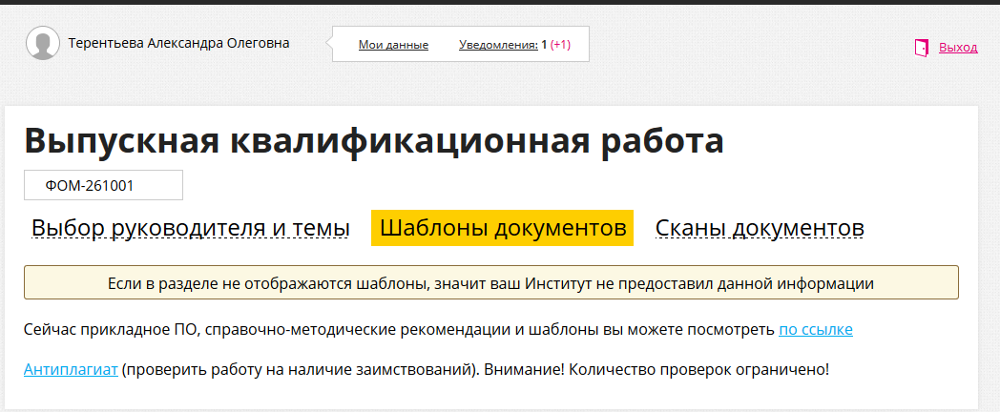 Терентьева Александра Олеговна Мои данные Уведомления: 1 (+1) Выход
Выпускная квалификационная работа
ФОМ-261001
Выбор руководителя и темы Шаблоны документов Сканы документов
Если в разделе не отображаются шаблоны, значит ваш Институт не предоставил данной информации
Сейчас прикладное ПО, справочно-методические рекомендации и шаблоны вы можете посмотреть по ссылке
Антиплагиат (проверить работу на наличие заимствований). Внимание! Количество проверок ограничено!